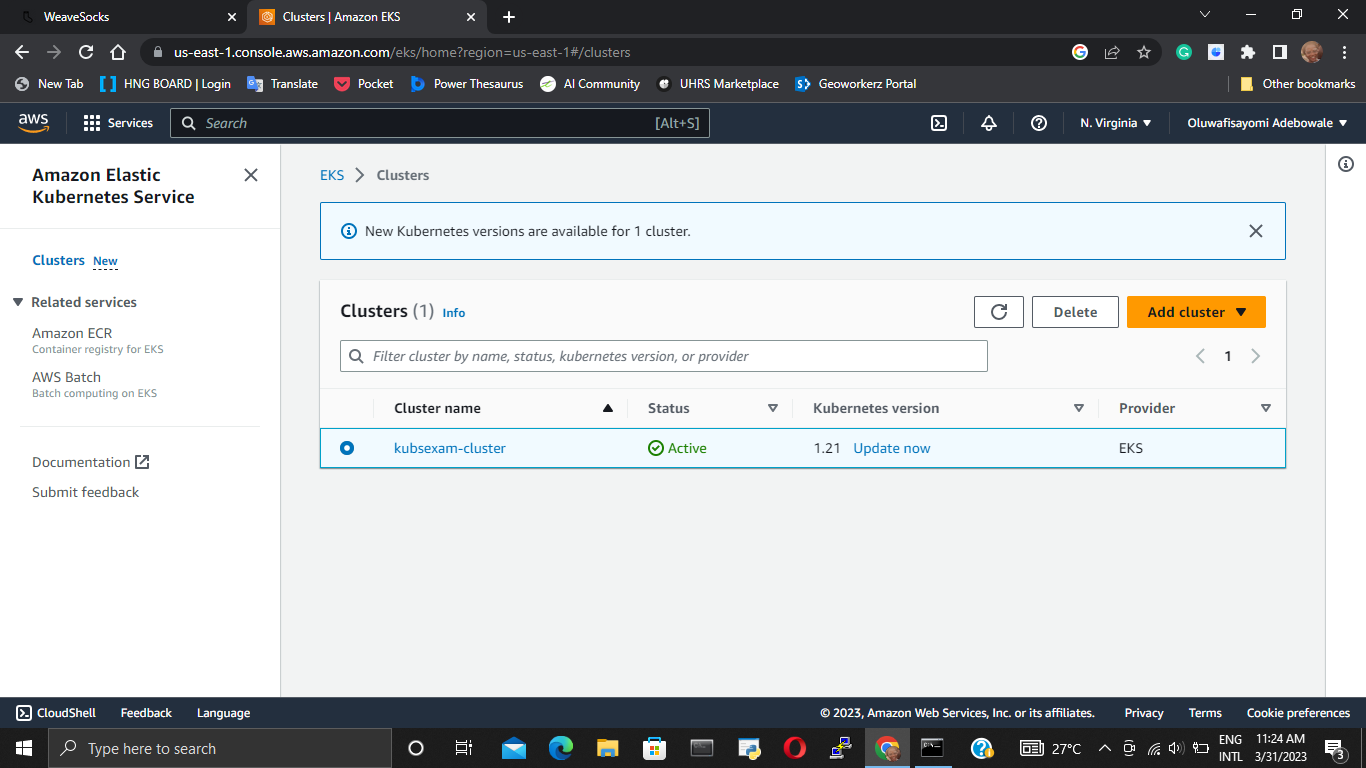 WeaveSocks
Clusters | Amazon EKS
us-east-1.console.aws.amazon.com/eks/home?region=us-east-1#/clusters
New Tab
HNG BOARD | Login
Translate
Pocket
Power Thesaurus
AI Community
UHRS Marketplace
Geoworkerz Portal
Other bookmarks
aws
Services
Search
[Alt+S]
N. Virginia
Oluwafisayomi Adebowale
Amazon Elastic
Kubernetes Service
Clusters New
Related services
Amazon ECR
Container registry for EKS
AWS Batch
Batch computing on EKS
Documentation
Submit feedback
EKS
Clusters
New Kubernetes versions are available for 1 cluster.
Clusters (1) Info
Delete
Add cluster
Filter cluster by name, status, kubernetes version, or provider
1
Cluster name
Status
Kubernetes version
Provider
kubsexam-cluster
Active
1.21 Update now
EKS
CloudShell
Feedback
Language
© 2023, Amazon Web Services, Inc. or its affiliates.
Privacy
Terms
Cookie preferences
Type here to search
27°C
ENG
INTL
11:24 AM
3/31/2023
3